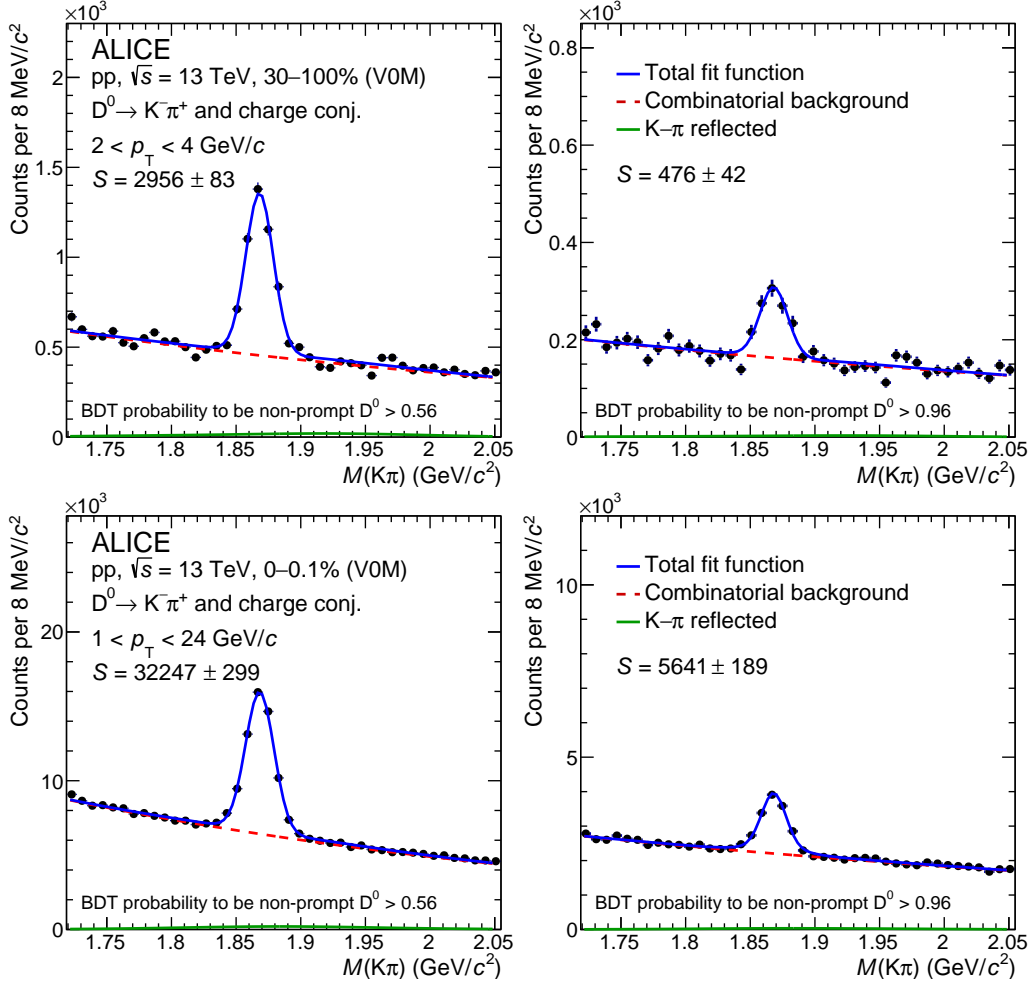 ×10³
Counts per 8 MeV/c²
2
1.5
1
0.5
0
ALICE
pp, √s = 13 TeV, 30–100% (V0M)
D⁰→ K⁻π⁺ and charge conj.
2 < p_T < 4 GeV/c
S = 2956 ± 83
BDT probability to be non-prompt D⁰ > 0.56
1.75 1.8 1.85 1.9 1.95 2 2.05
M(Kπ) (GeV/c²)
×10³
Counts per 8 MeV/c²
0.8
0.6
0.4
0.2
0
Total fit function
Combinatorial background
K–π reflected
S = 476 ± 42
BDT probability to be non-prompt D⁰ > 0.96
1.75 1.8 1.85 1.9 1.95 2 2.05
M(Kπ) (GeV/c²)
×10³
Counts per 8 MeV/c²
20
10
0
ALICE
pp, √s = 13 TeV, 0–0.1% (V0M)
D⁰→ K⁻π⁺ and charge conj.
1 < p_T < 24 GeV/c
S = 32247 ± 299
BDT probability to be non-prompt D⁰ > 0.56
1.75 1.8 1.85 1.9 1.95 2 2.05
M(Kπ) (GeV/c²)
×10³
Counts per 8 MeV/c²
10
5
0
Total fit function
Combinatorial background
K–π reflected
S = 5641 ± 189
BDT probability to be non-prompt D⁰ > 0.96
1.75 1.8 1.85 1.9 1.95 2 2.05
M(Kπ) (GeV/c²)